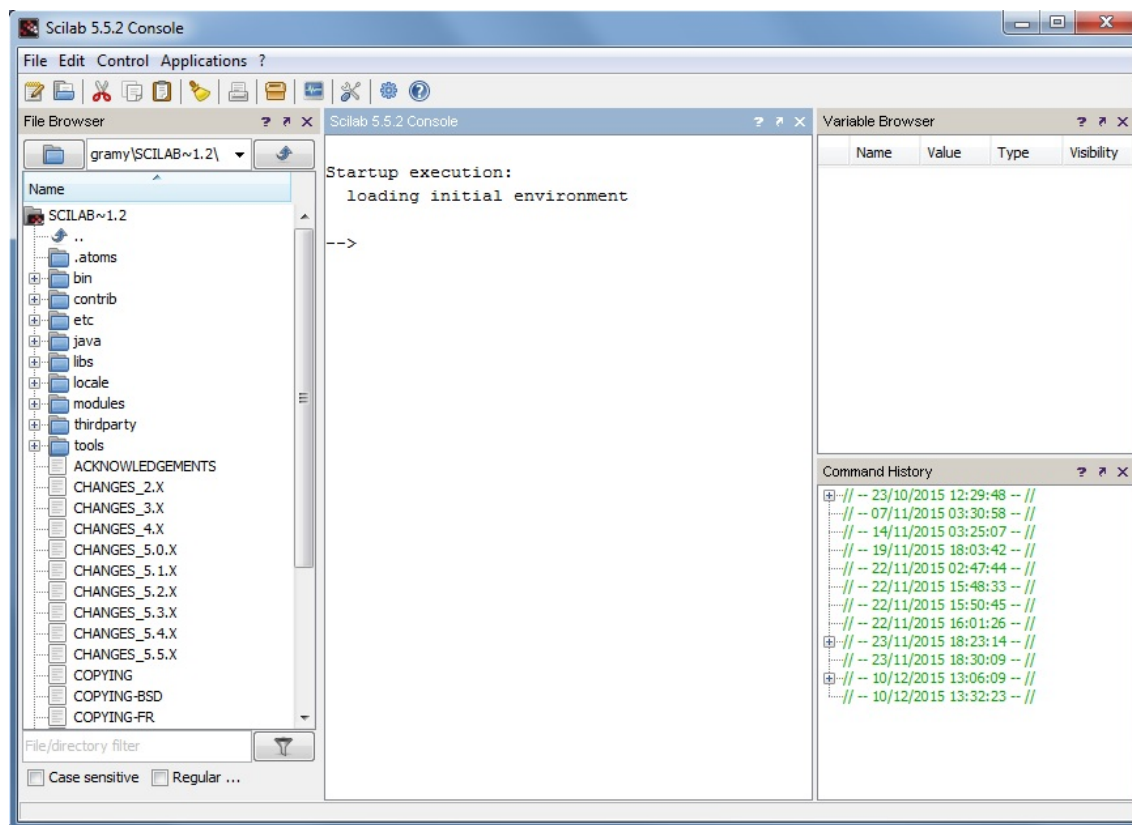 Scilab 5.5.2 Console
File Edit Control Applications ?
File Browser ? X
gramy\SCILAB~1.2\
Name
SCILAB~1.2
..
.atoms
bin
contrib
etc
java
libs
locale
modules
thirdparty
tools
ACKNOWLEDGEMENTS
CHANGES_2.X
CHANGES_3.X
CHANGES_4.X
CHANGES_5.0.X
CHANGES_5.1.X
CHANGES_5.2.X
CHANGES_5.3.X
CHANGES_5.4.X
CHANGES_5.5.X
COPYING
COPYING-BSD
COPYING-FR
File/directory filter
Case sensitive Regular ...
Scilab 5.5.2 Console ? X
Startup execution:
loading initial environment
-->
Variable Browser ? X
Name Value Type Visibility
Command History ? X
// -- 23/10/2015 12:29:48 -- //
// -- 07/11/2015 03:30:58 -- //
// -- 14/11/2015 03:25:07 -- //
// -- 19/11/2015 18:03:42 -- //
// -- 22/11/2015 02:47:44 -- //
// -- 22/11/2015 15:48:33 -- //
// -- 22/11/2015 15:50:45 -- //
// -- 22/11/2015 16:01:26 -- //
// -- 23/11/2015 18:23:14 -- //
// -- 23/11/2015 18:30:09 -- //
// -- 10/12/2015 13:06:09 -- //
// -- 10/12/2015 13:32:23 -- //